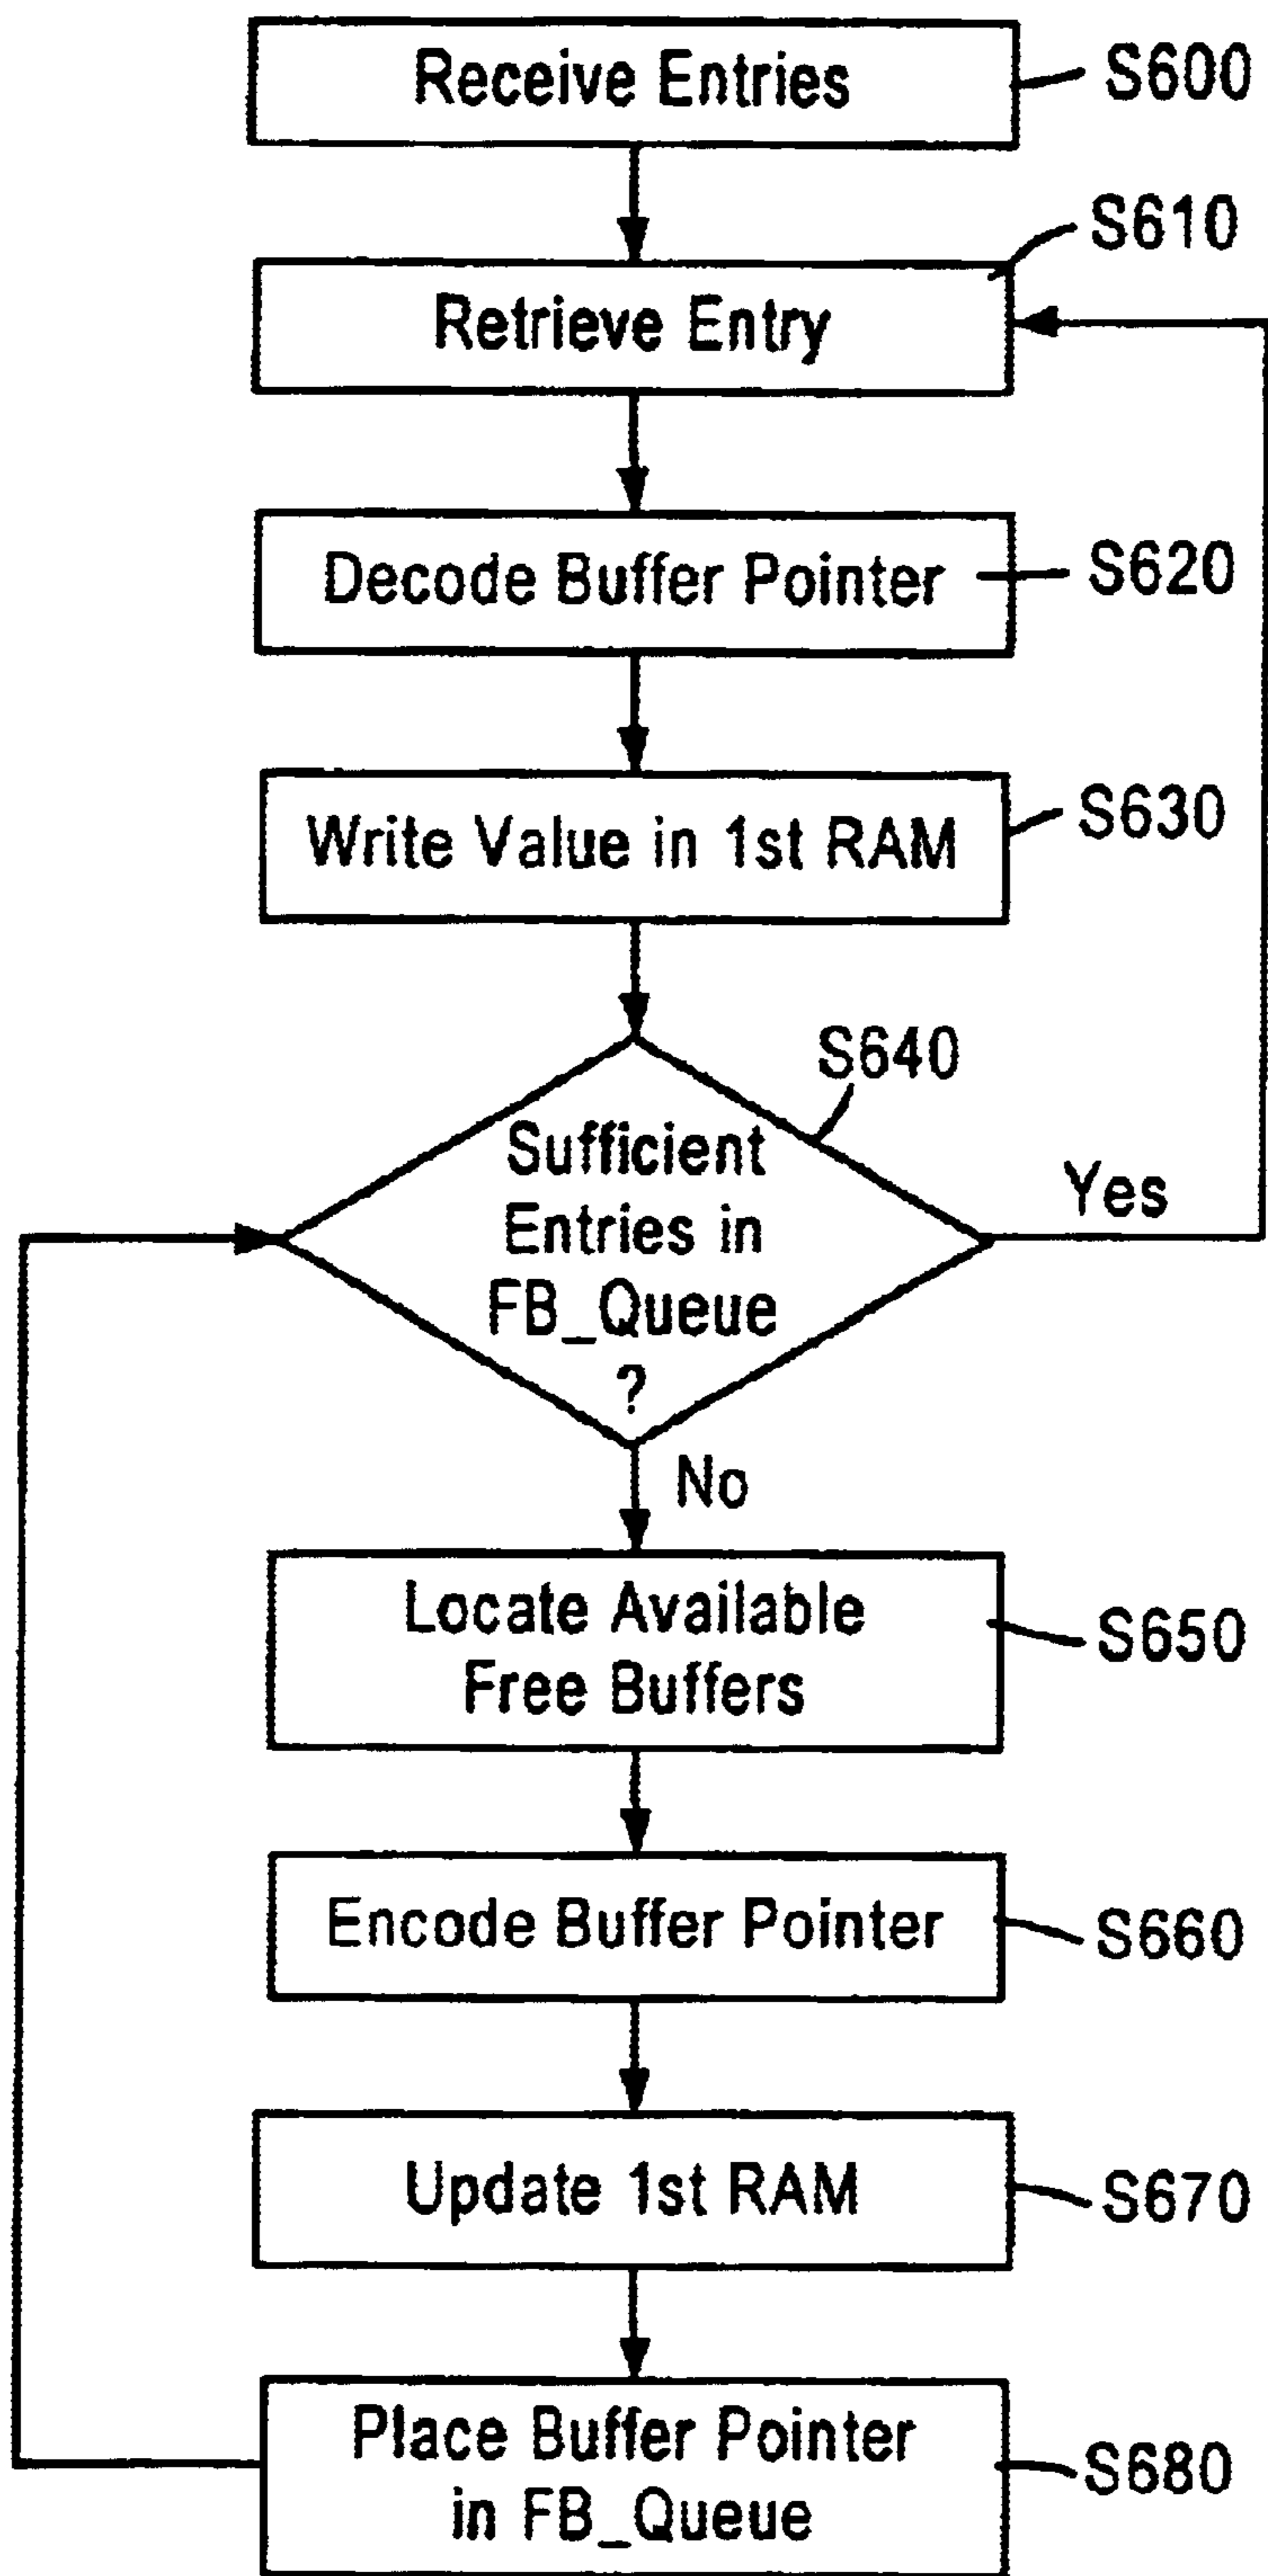 Receive Entries
S600
S610
Retrieve Entry
Decode Buffer Pointer
S620
Write Value in 1st RAM
S630
S640
Sufficient
Entries in
FB_Queue
?
Yes
No
Locate Available
Free Buffers
S650
Encode Buffer Pointer
S660
Update 1st RAM
S670
Place Buffer Pointer
in FB_Queue
S680